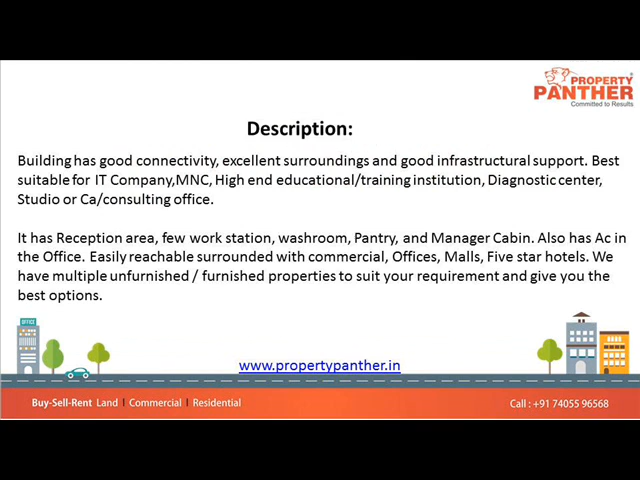 PROPERTY
PANTHER
Committed to Results
Description:
Building has good connectivity, excellent surroundings and good infrastructural support. Best
suitable for IT Company,MNC, High end educational/training institution, Diagnostic center,
Studio or Ca/consulting office.
It has Reception area, few work station, washroom, Pantry, and Manager Cabin. Also has Ac in
the Office. Easily reachable surrounded with commercial, Offices, Malls, Five star hotels. We
have multiple unfurnished / furnished properties to suit your requirement and give you the
best options.
OFFICE
www.propertypanther.in
Buy-Sell-Rent Land | Commercial | Residential
Call : +91 74055 96568